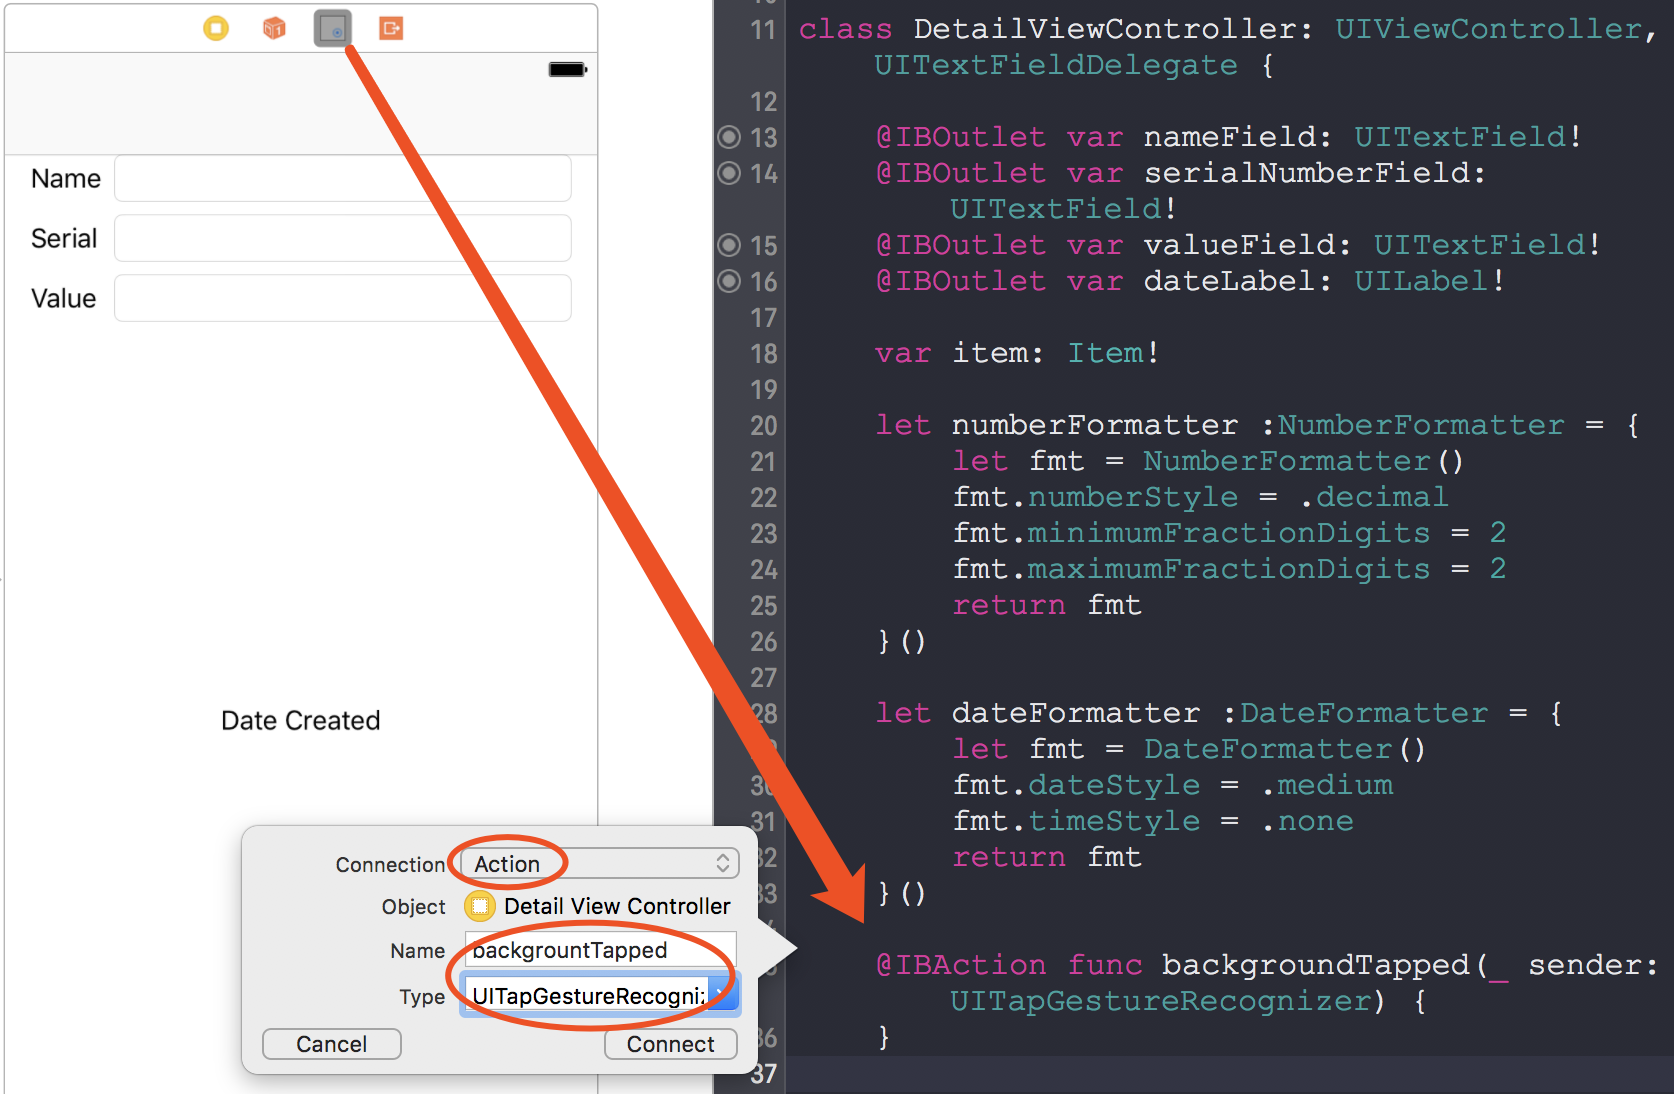 Name
Serial
Value
Date Created
Connection Action
Object Detail View Controller
Name backgrountTapped
Type UITapGestureRecogni
Cancel Connect
11 class DetailViewController: UIViewController,
UITextFieldDelegate {
12
13 @IBOutlet var nameField: UITextField!
14 @IBOutlet var serialNumberField:
UITextField!
15 @IBOutlet var valueField: UITextField!
16 @IBOutlet var dateLabel: UILabel!
17
18 var item: Item!
19
20 let numberFormatter :NumberFormatter = {
21 let fmt = NumberFormatter()
22 fmt.numberStyle = .decimal
23 fmt.minimumFractionDigits = 2
24 fmt.maximumFractionDigits = 2
25 return fmt
26 }()
27
28 let dateFormatter :DateFormatter = {
let fmt = DateFormatter()
30 fmt.dateStyle = .medium
31 fmt.timeStyle = .none
32 return fmt
33 }()
@IBAction func backgroundTapped(_ sender:
UITapGestureRecognizer) {
36 }
37